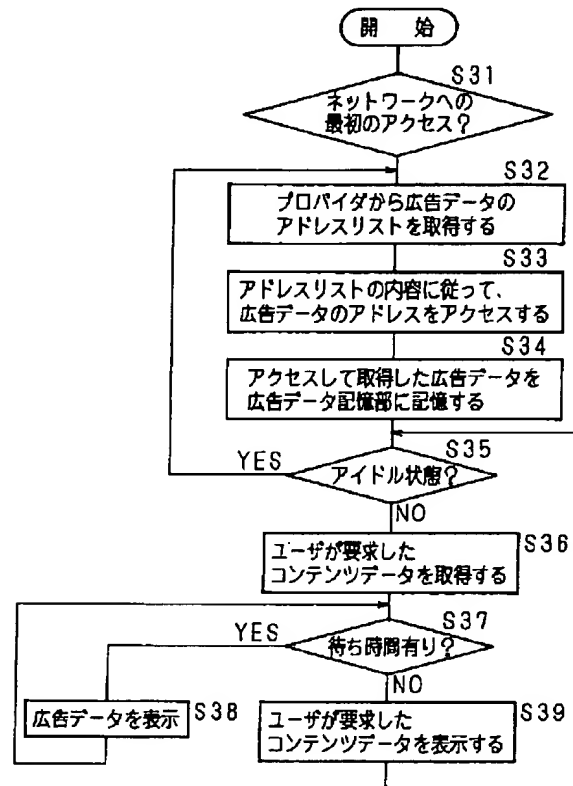 開 始
S31
ネットワークへの
最初のアクセス?
S32
プロバイダから広告データの
アドレスリストを取得する
S33
アドレスリストの内容に従って、
広告データのアドレスをアクセスする
S34
アクセスして取得した広告データを
広告データ記憶部に記憶する
S35
YES
アイドル状態?
NO
S36
ユーザが要求した
コンテンツデータを取得する
S37
YES
待ち時間有り?
NO
広告データを表示
S38
S39
ユーザが要求した
コンテンツデータを表示する